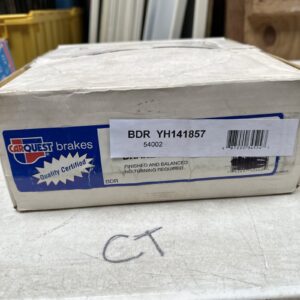 CARQUEST brakes
Quality Certified
BDR YH141857
54002
FINISHED AND BALANCED
NO TURNING REQUIRED
BDR
CT